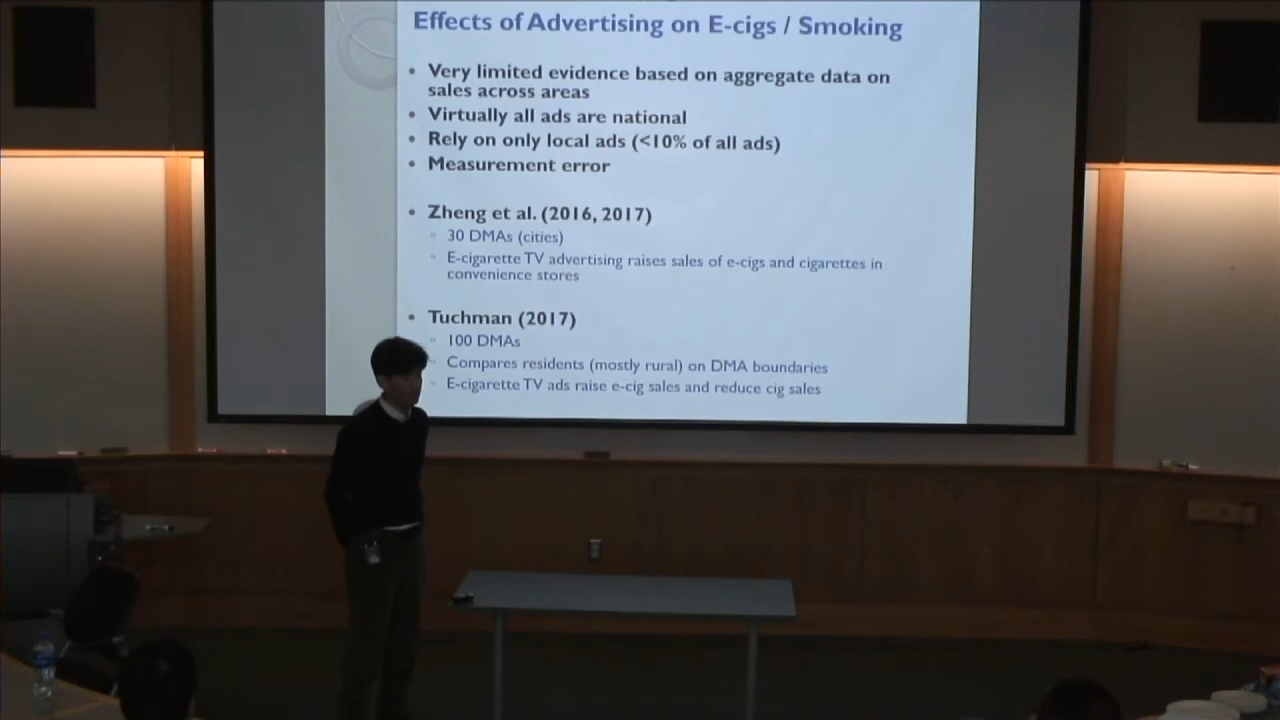 Effects of Advertising on E-cigs / Smoking
• Very limited evidence based on aggregate data on
sales across areas
• Virtually all ads are national
• Rely on only local ads (<10% of all ads)
• Measurement error
• Zheng et al. (2016, 2017)
◦ 30 DMAs (cities)
◦ E-cigarette TV advertising raises sales of e-cigs and cigarettes in
convenience stores
• Tuchman (2017)
◦ 100 DMAs
◦ Compares residents (mostly rural) on DMA boundaries
◦ E-cigarette TV ads raise e-cig sales and reduce cig sales